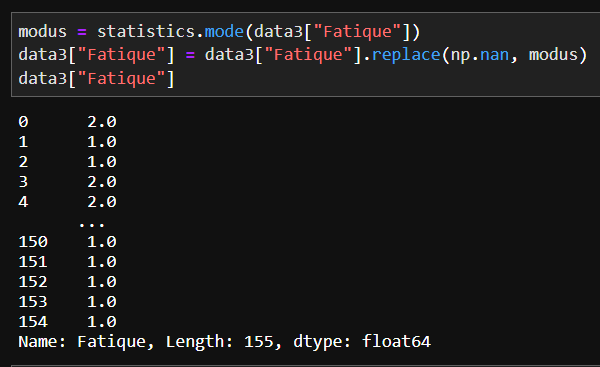 modus = statistics.mode(data3["Fatique"])
data3["Fatique"] = data3["Fatique"].replace(np.nan, modus)
data3["Fatique"]
0      2.0
1      1.0
2      1.0
3      2.0
4      2.0
      ...
150    1.0
151    1.0
152    1.0
153    1.0
154    1.0
Name: Fatique, Length: 155, dtype: float64